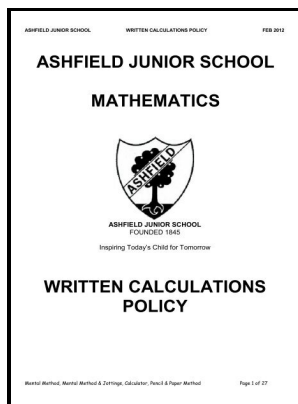 ASHFIELD JUNIOR SCHOOL WRITTEN CALCULATIONS POLICY FEB 2012
ASHFIELD JUNIOR SCHOOL
MATHEMATICS
ASHFIELD
ASHFIELD JUNIOR SCHOOL
FOUNDED 1845
Inspiring Today's Child for Tomorrow
WRITTEN CALCULATIONS
POLICY
Mental Method, Mental Method & Jottings, Calculator, Pencil & Paper Method Page 1 of 27